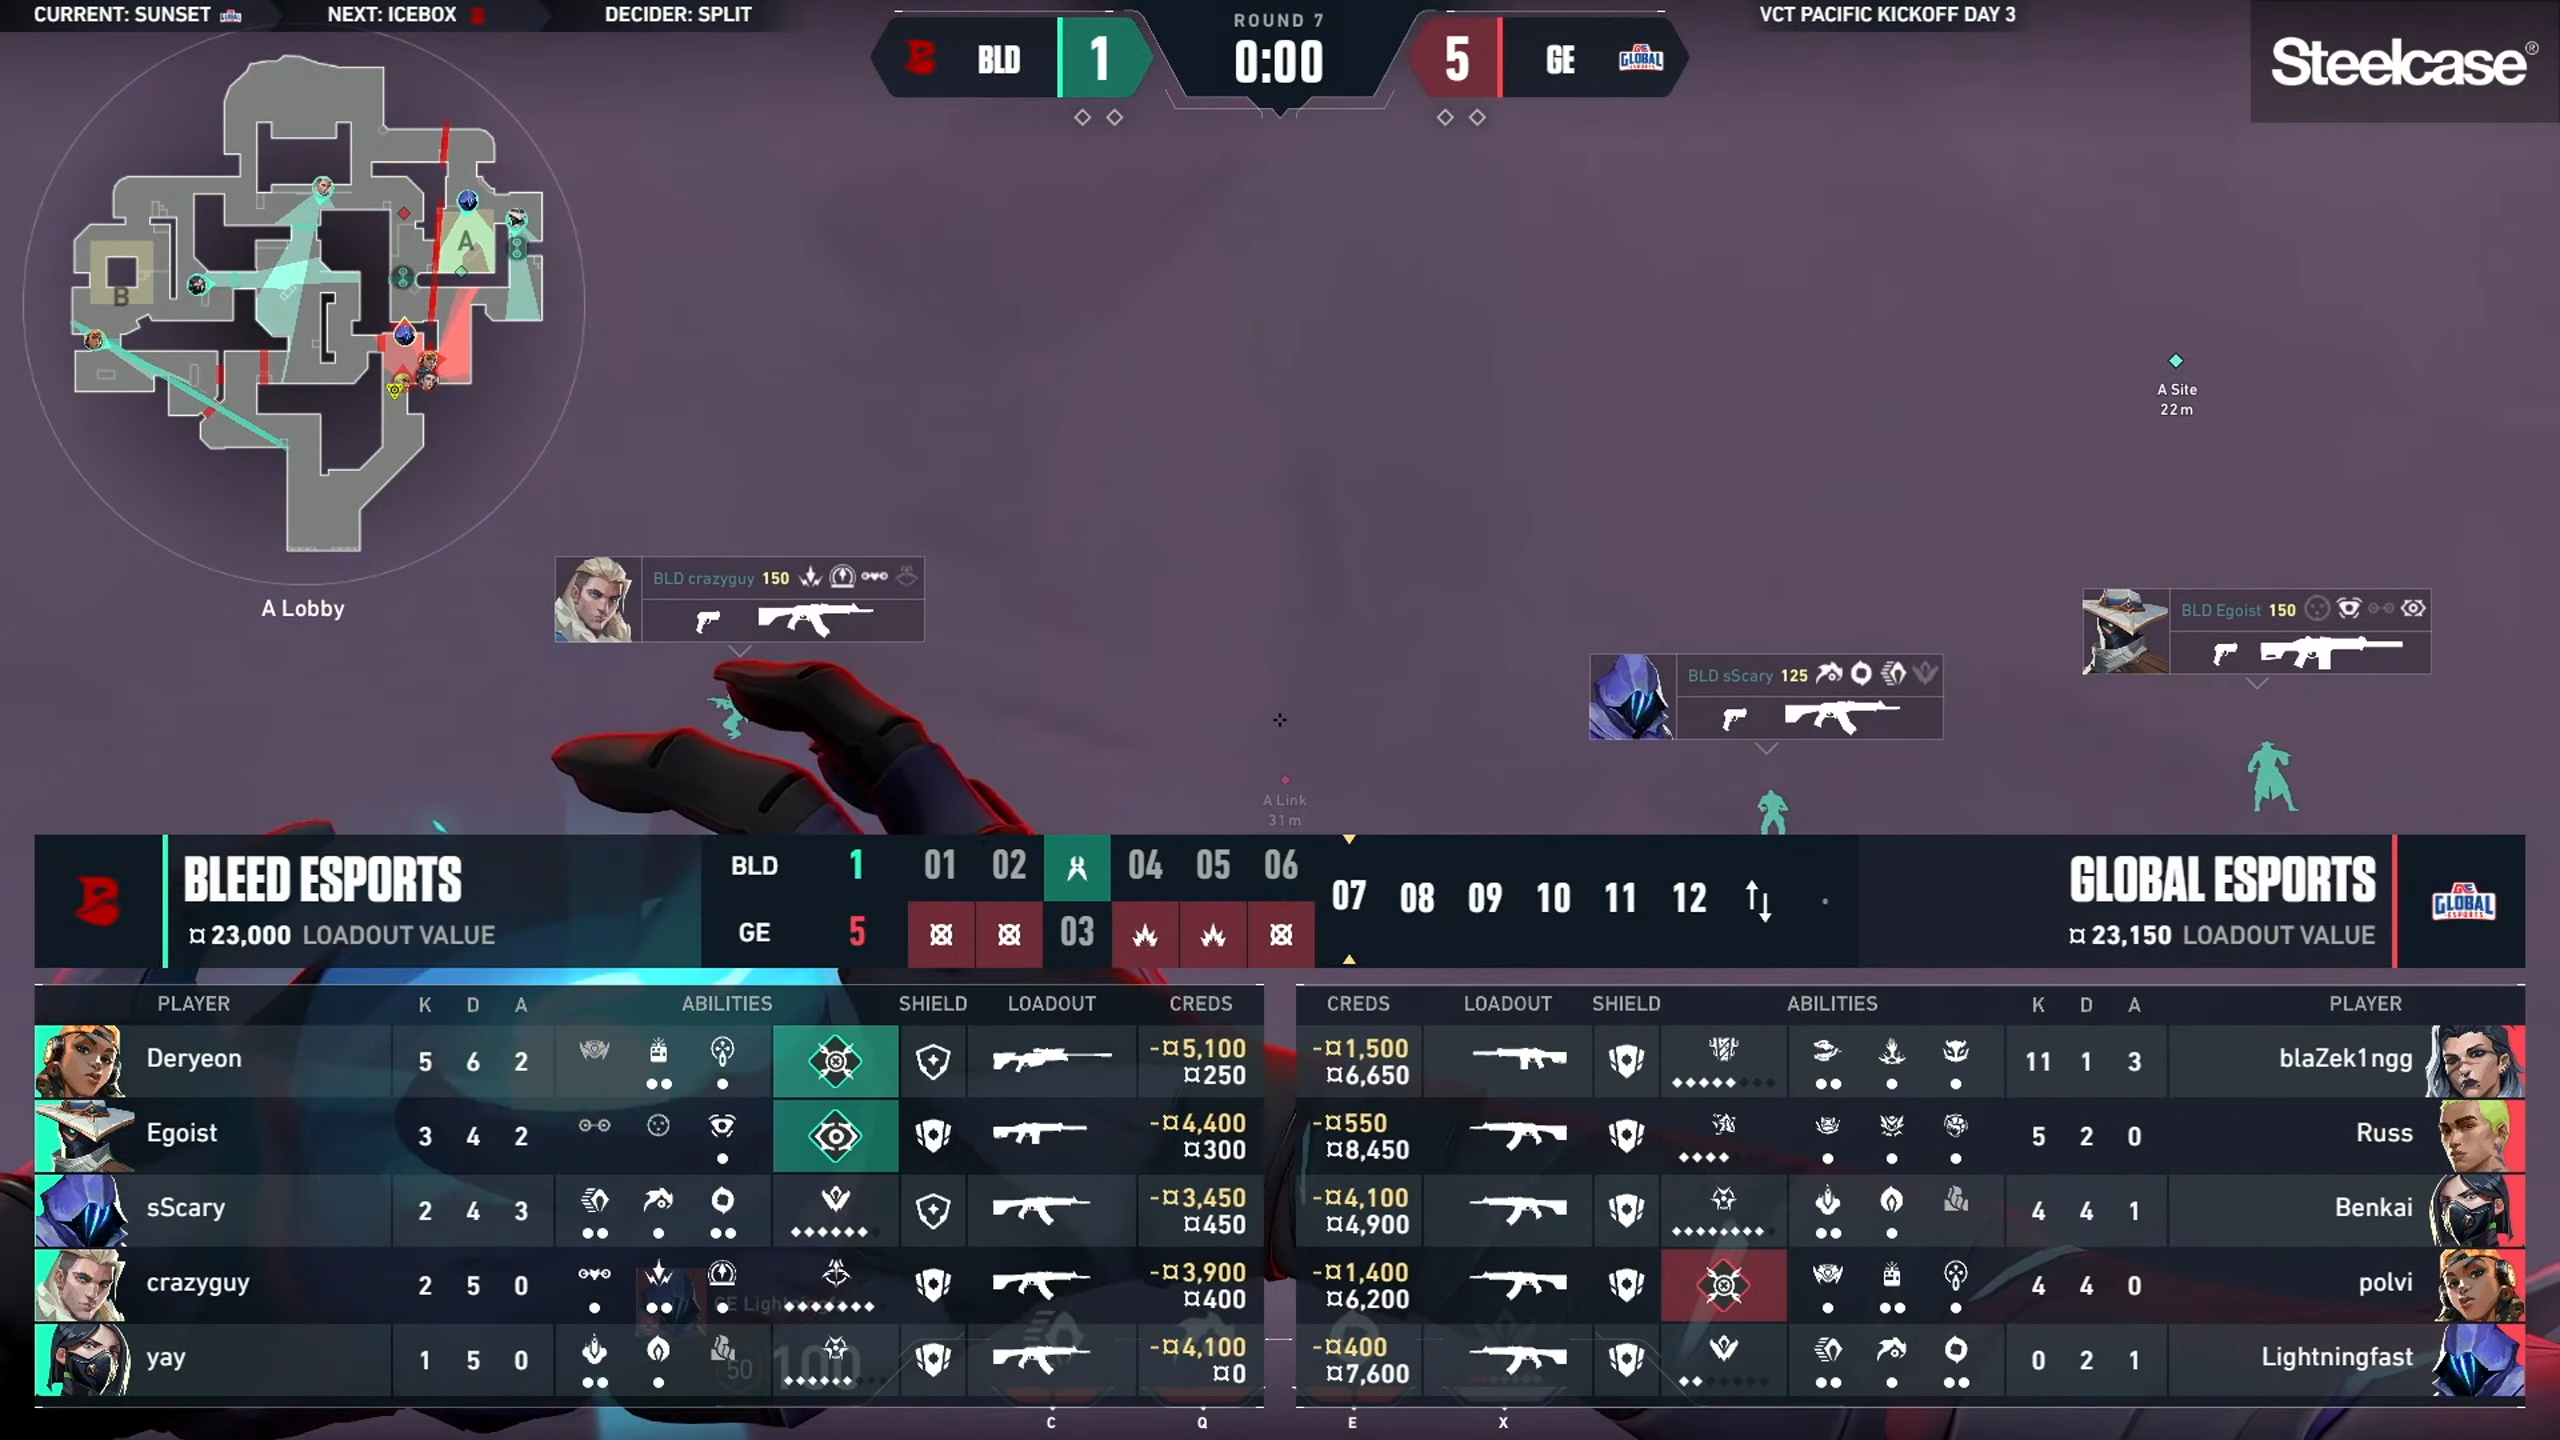 CURRENT: SUNSET
NEXT: ICEBOX
DECIDER: SPLIT
BLD 1
ROUND 7
0:00
5 GE
GLOBAL
VCT PACIFIC KICKOFF DAY 3
Steelcase®
A
B
A Lobby
A Site
22m
BLD crazyguy 150
BLD sScary 125
BLD Egoist 150
A Link
31m
BLEED ESPORTS
¤ 23,000 LOADOUT VALUE
BLD 1 01 02 04 05 06
GE 5 03
07 08 09 10 11 12
GLOBAL ESPORTS
¤ 23,150 LOADOUT VALUE
GLOBAL
PLAYER K D A ABILITIES SHIELD LOADOUT CREDS
Deryeon 5 6 2 -¤5,100
¤250
Egoist 3 4 2 -¤4,400
¤300
sScary 2 4 3 -¤3,450
¤450
crazyguy 2 5 0 -¤3,900
¤400
yay 1 5 0 -¤4,100
¤0
50 100
CREDS LOADOUT SHIELD ABILITIES K D A PLAYER
-¤1,500
¤6,650 11 1 3 blaZek1ngg
-¤550
¤8,450 5 2 0 Russ
-¤4,100
¤4,900 4 4 1 Benkai
-¤1,400
¤6,200 4 4 0 polvi
-¤400
¤7,600 0 2 1 Lightningfast
C Q E X